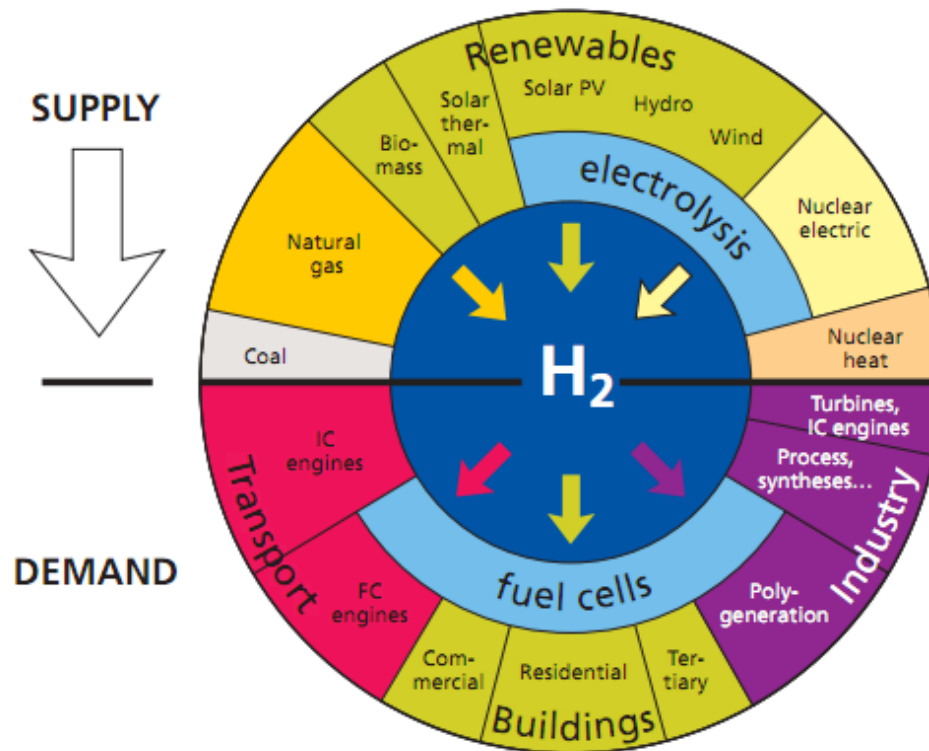 SUPPLY
Renewables
Solar PV
Hydro
Wind
Solar
ther-
mal
Bio-
mass
electrolysis
Nuclear
electric
Natural
gas
Coal
Nuclear
heat
H₂
DEMAND
Transport
IC
engines
FC
engines
fuel cells
Com-
mercial
Residential
Ter-
tiary
Buildings
Turbines,
IC engines
Process,
syntheses...
Poly-
generation
Industry